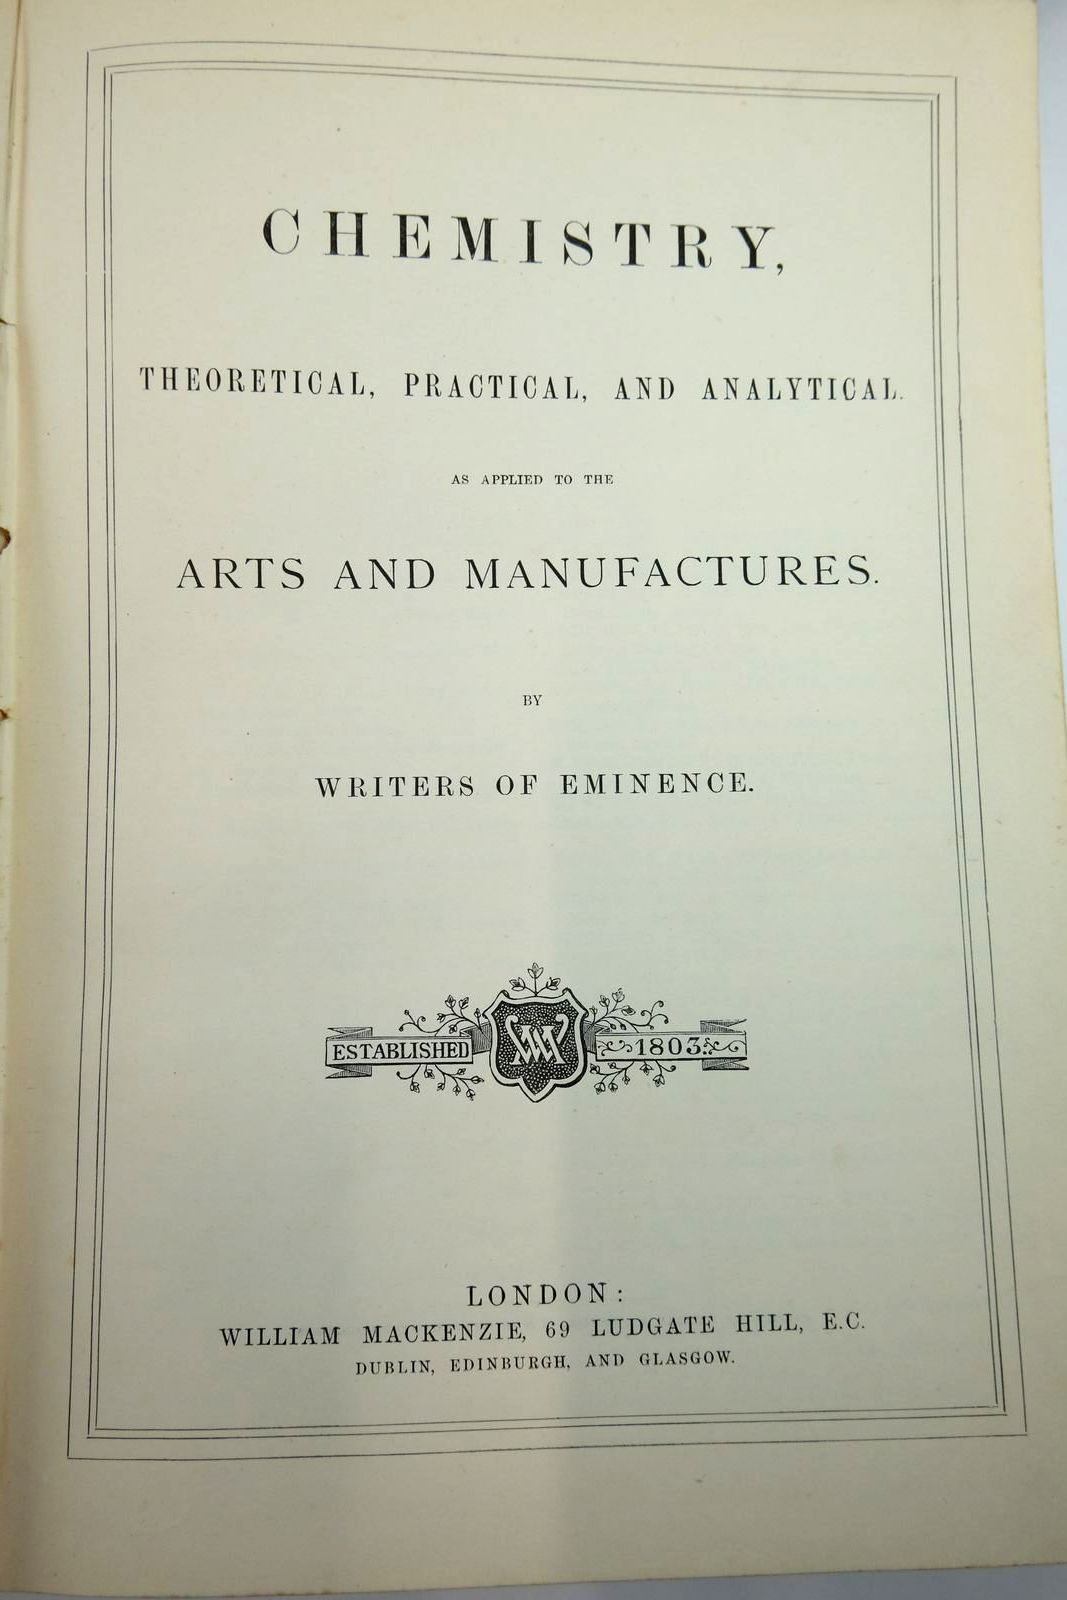 CHEMISTRY,
THEORETICAL, PRACTICAL, AND ANALYTICAL.
AS APPLIED TO THE
ARTS AND MANUFACTURES.
BY
WRITERS OF EMINENCE.
ESTABLISHED WM 1803
LONDON:
WILLIAM MACKENZIE, 69 LUDGATE HILL, E.C.
DUBLIN, EDINBURGH, AND GLASGOW.